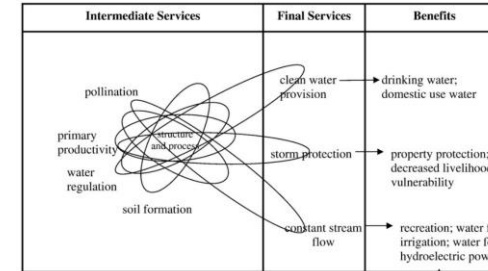 Intermediate Services
Final Services
Benefits
pollination
primary
productivity
water
regulation
soil formation
structure
and process
clean water
provision
storm protection
constant stream
flow
drinking water;
domestic use water
property protection;
decreased livelihood
vulnerability
recreation; water
irrigation; water
hydroelectric